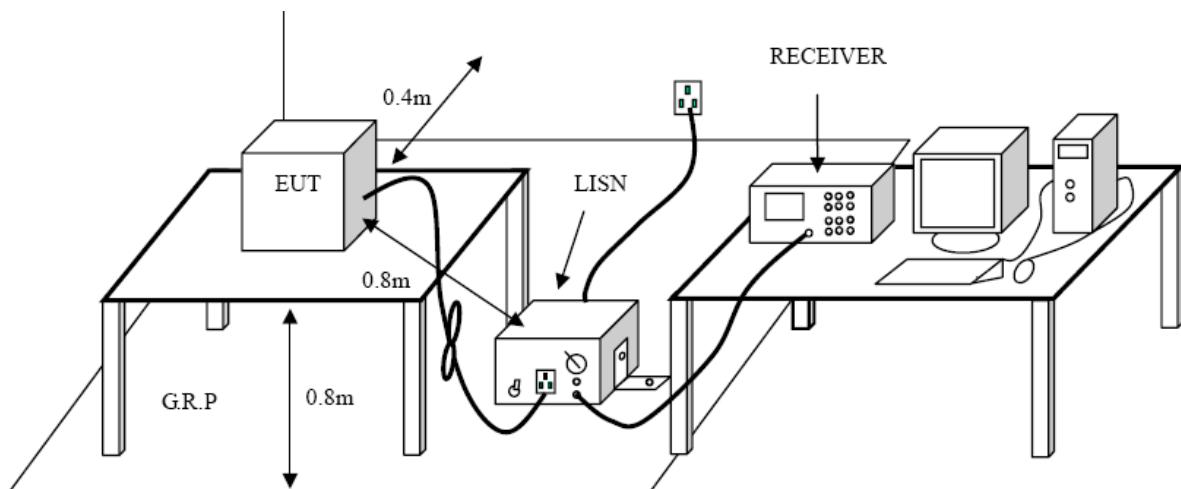 RECEIVER
0.4m
EUT
LISN
0.8m
G.R.P
0.8m